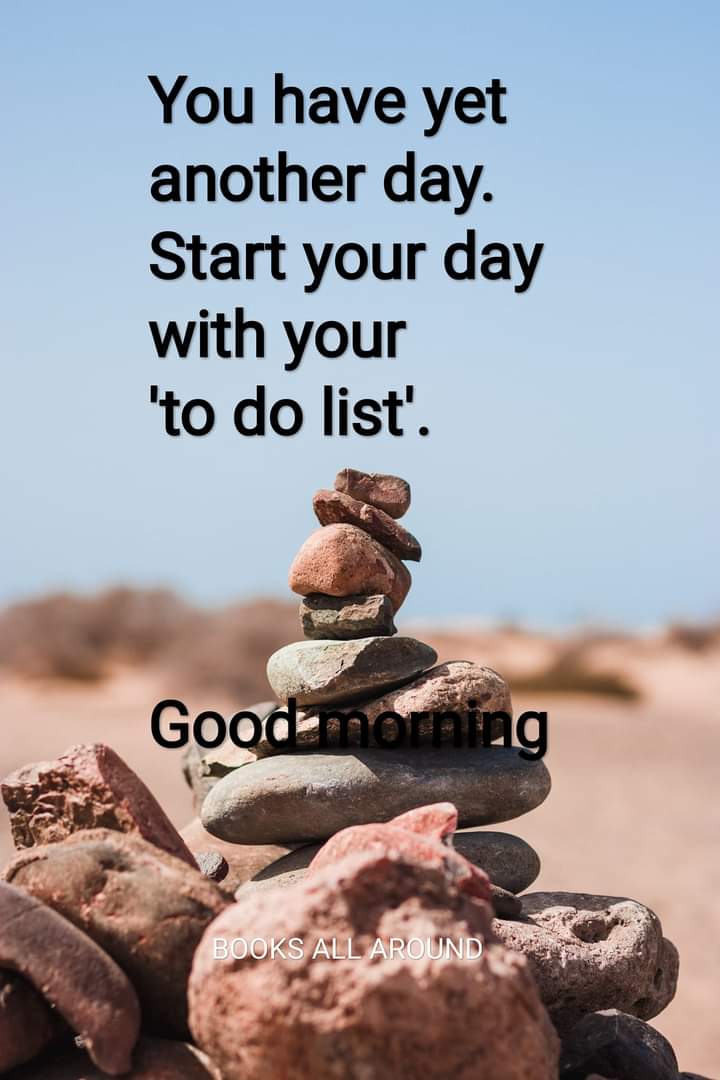 You have yet
another day.
Start your day
with your
'to do list'.
Good morning
BOOKS ALL AROUND